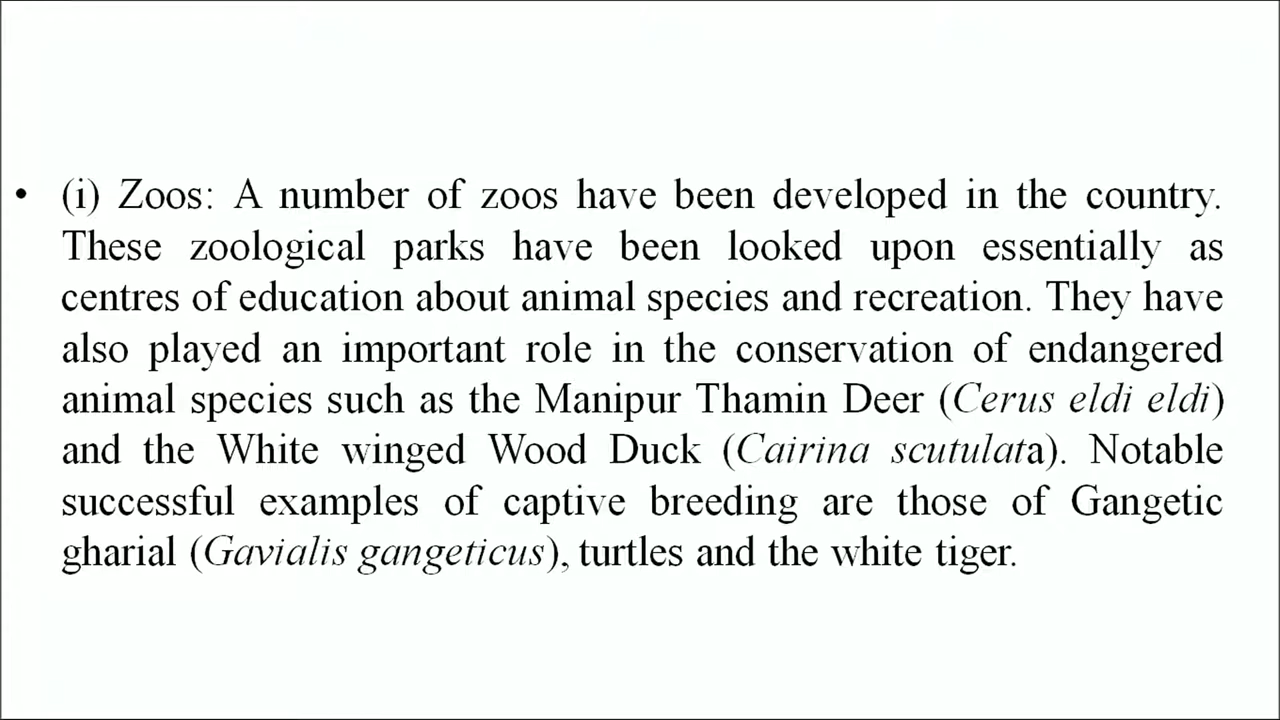 • (i) Zoos: A number of zoos have been developed in the country.
These zoological parks have been looked upon essentially as
centres of education about animal species and recreation. They have
also played an important role in the conservation of endangered
animal species such as the Manipur Thamin Deer (Cerus eldi eldi)
and the White winged Wood Duck (Cairina scutulata). Notable
successful examples of captive breeding are those of Gangetic
gharial (Gavialis gangeticus), turtles and the white tiger.